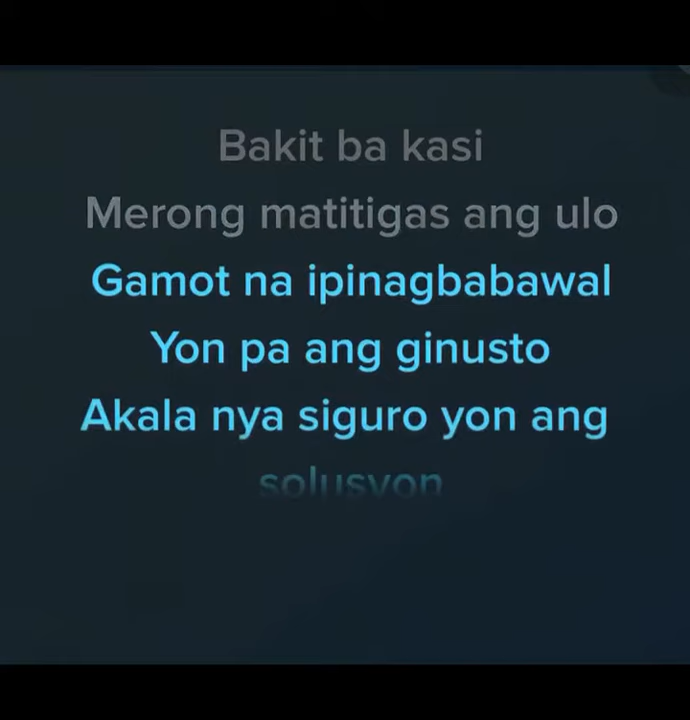 Bakit ba kasi
Merong matitigas ang ulo
Gamot na ipinagbabawal
Yon pa ang ginusto
Akala nya siguro yon ang
solusyon